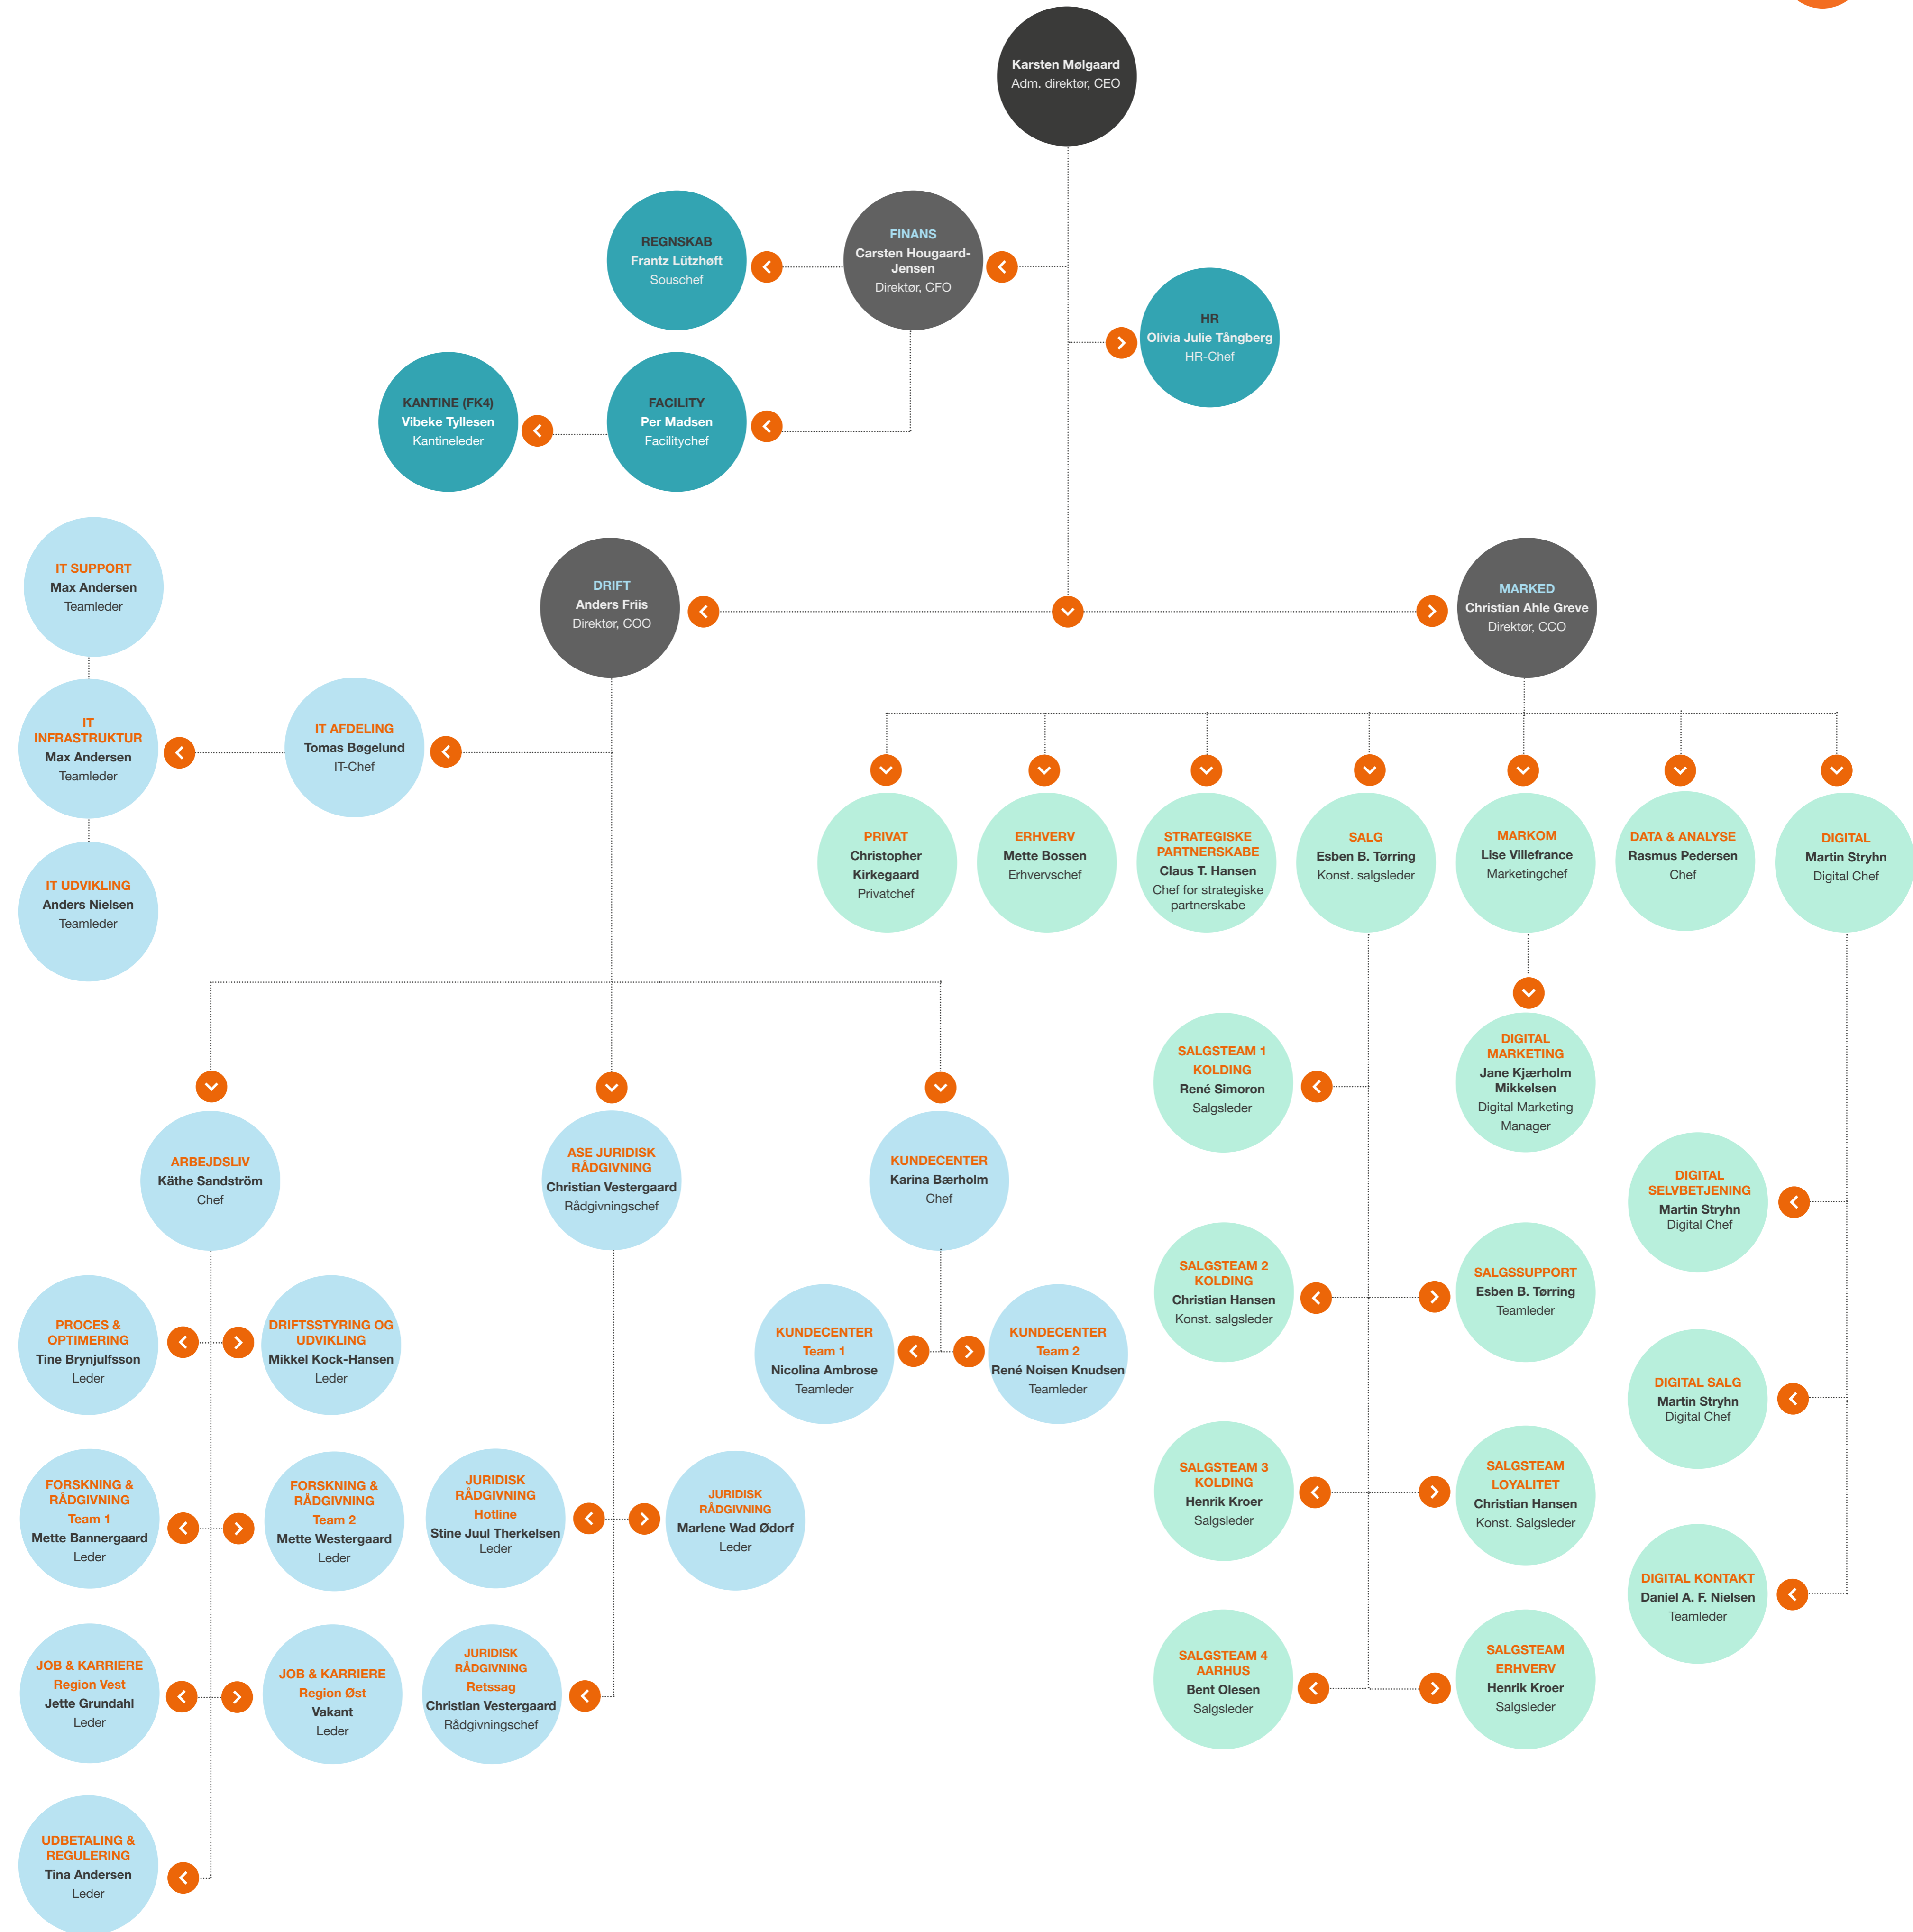 Karsten Mølgaard
Adm. direktør, CEO
REGNSKAB
Frantz Lützhøft
Souschef
FINANS
Carsten Hougaard-
Jensen
Direktør, CFO
HR
Olivia Julie Tångberg
HR-Chef
KANTINE (FK4)
Vibeke Tyllesen
Kantineleder
FACILITY
Per Madsen
Facilitychef
IT SUPPORT
Max Andersen
Teamleder
DRIFT
Anders Friis
Direktør, COO
MARKED
Christian Ahle Greve
Direktør, CCO
IT
INFRASTRUKTUR
Max Andersen
Teamleder
IT AFDELING
Tomas Bøgelund
IT-Chef
IT UDVIKLING
Anders Nielsen
Teamleder
PRIVAT
Christopher
Kirkegaard
Privatchef
ERHVERV
Mette Bossen
Erhvervschef
STRATEGISKE
PARTNERSKABE
Claus T. Hansen
Chef for strategiske
partnerskabe
SALG
Esben B. Tørring
Konst. salgsleder
MARKOM
Lise Villefrance
Marketingchef
DATA & ANALYSE
Rasmus Pedersen
Chef
DIGITAL
Martin Stryhn
Digital Chef
SALGSTEAM 1
KOLDING
René Simoron
Salgsleder
DIGITAL
MARKETING
Jane Kjærholm
Mikkelsen
Digital Marketing
Manager
ARBEJDSLIV
Käthe Sandström
Chef
ASE JURIDISK
RÅDGIVNING
Christian Vestergaard
Rådgivningschef
KUNDECENTER
Karina Bærholm
Chef
DIGITAL
SELVBETJENING
Martin Stryhn
Digital Chef
SALGSTEAM 2
KOLDING
Christian Hansen
Konst. salgsleder
SALGSSUPPORT
Esben B. Tørring
Teamleder
PROCES &
OPTIMERING
Tine Brynjulfsson
Leder
DRIFTSSTYRING OG
UDVIKLING
Mikkel Kock-Hansen
Leder
KUNDECENTER
Team 1
Nicolina Ambrose
Teamleder
KUNDECENTER
Team 2
René Noisen Knudsen
Teamleder
DIGITAL SALG
Martin Stryhn
Digital Chef
FORSKNING &
RÅDGIVNING
Team 1
Mette Bannergaard
Leder
FORSKNING &
RÅDGIVNING
Team 2
Mette Westergaard
Leder
JURIDISK
RÅDGIVNING
Hotline
Stine Juul Therkelsen
Leder
JURIDISK
RÅDGIVNING
Marlene Wad Ødorf
Leder
SALGSTEAM 3
KOLDING
Henrik Kroer
Salgsleder
SALGSTEAM
LOYALITET
Christian Hansen
Konst. Salgsleder
DIGITAL KONTAKT
Daniel A. F. Nielsen
Teamleder
JOB & KARRIERE
Region Vest
Jette Grundahl
Leder
JOB & KARRIERE
Region Øst
Vakant
Leder
JURIDISK
RÅDGIVNING
Retssag
Christian Vestergaard
Rådgivningschef
SALGSTEAM 4
AARHUS
Bent Olesen
Salgsleder
SALGSTEAM
ERHVERV
Henrik Kroer
Salgsleder
UDBETALING &
REGULERING
Tina Andersen
Leder